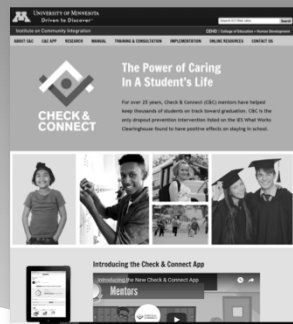 UNIVERSITY OF MINNESOTA
Driven to Discover
Search
Institute on Community Integration
CEHD | College of Education + Human Development
ABOUT C&C C&C APP RESEARCH MANUAL TRAINING & CONSULTATION IMPLEMENTATION ONLINE RESOURCES CONTACT US
The Power of Caring
In A Student's Life
CHECK &
CONNECT
For over 25 years, Check & Connect (C&C) mentors have helped
keep thousands of students on track toward graduation. C&C is the
only dropout prevention intervention listed on the IES What Works
Clearinghouse found to have positive effects on staying in school.
Introducing the Check & Connect App
Introducing the New Check & Connect App
Mentors